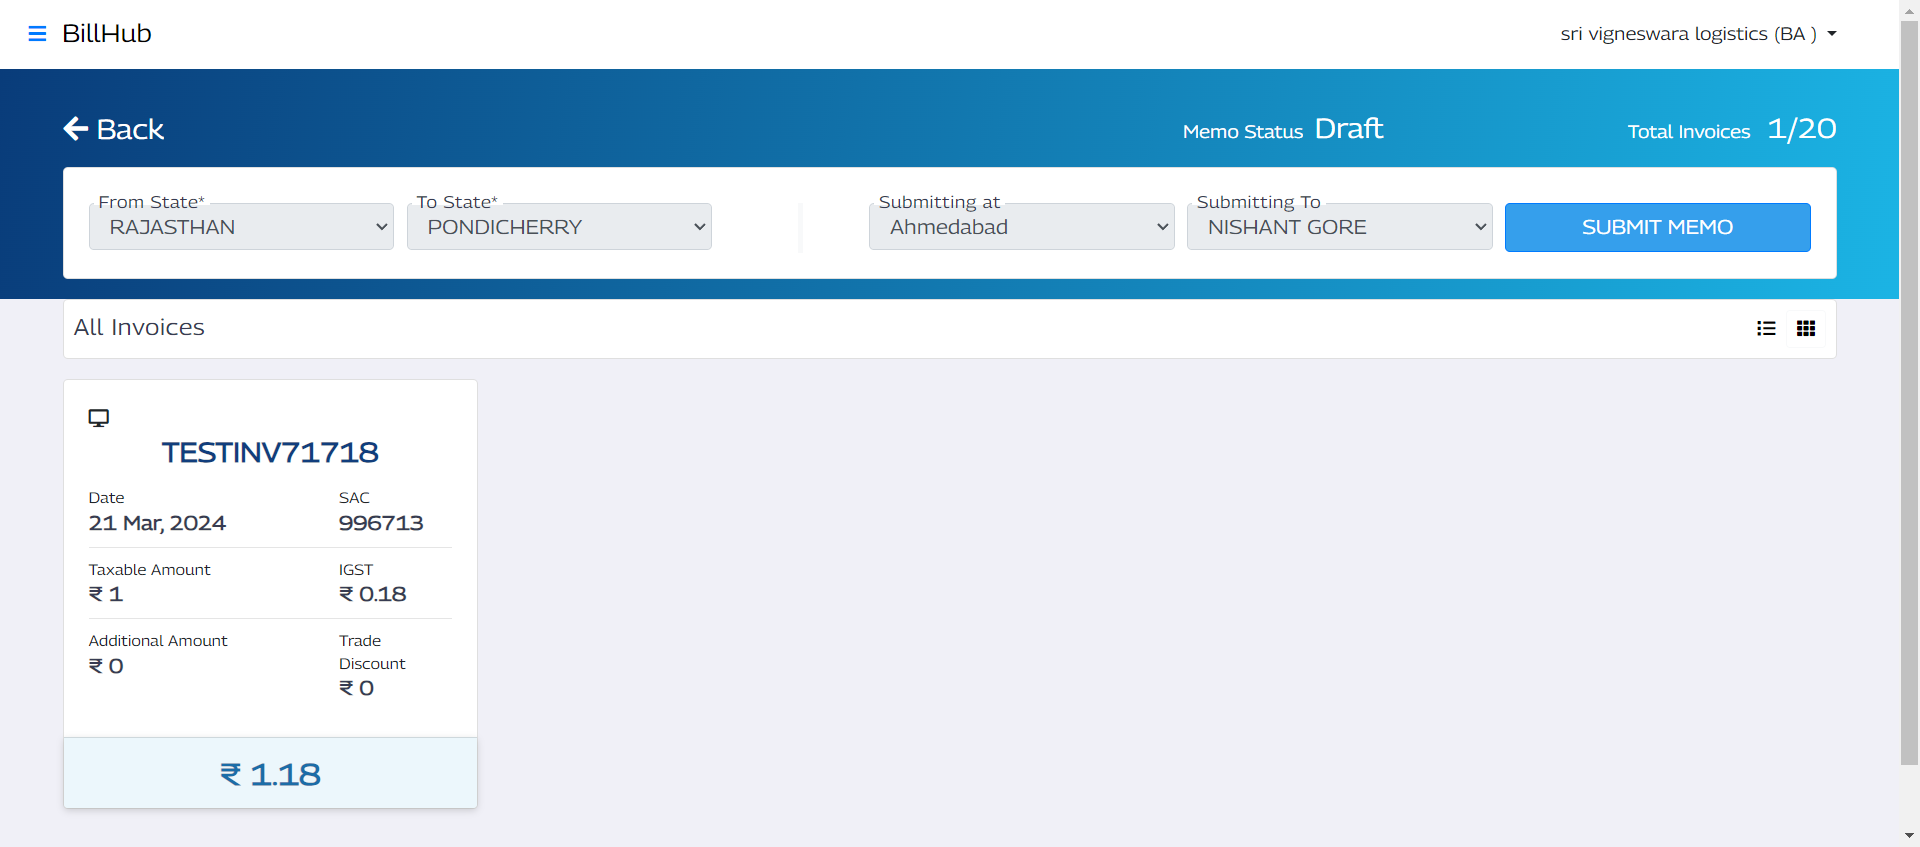 BillHub
sri vigneswara logistics (BA )
Back
Memo Status Draft
Total Invoices 1/20
From State*
RAJASTHAN
To State*
PONDICHERRY
Submitting at
Ahmedabad
Submitting To
NISHANT GORE
SUBMIT MEMO
All Invoices
TESTINV71718
Date
21 Mar, 2024
SAC
996713
Taxable Amount
₹ 1
IGST
₹ 0.18
Additional Amount
₹ 0
Trade
Discount
₹ 0
₹ 1.18